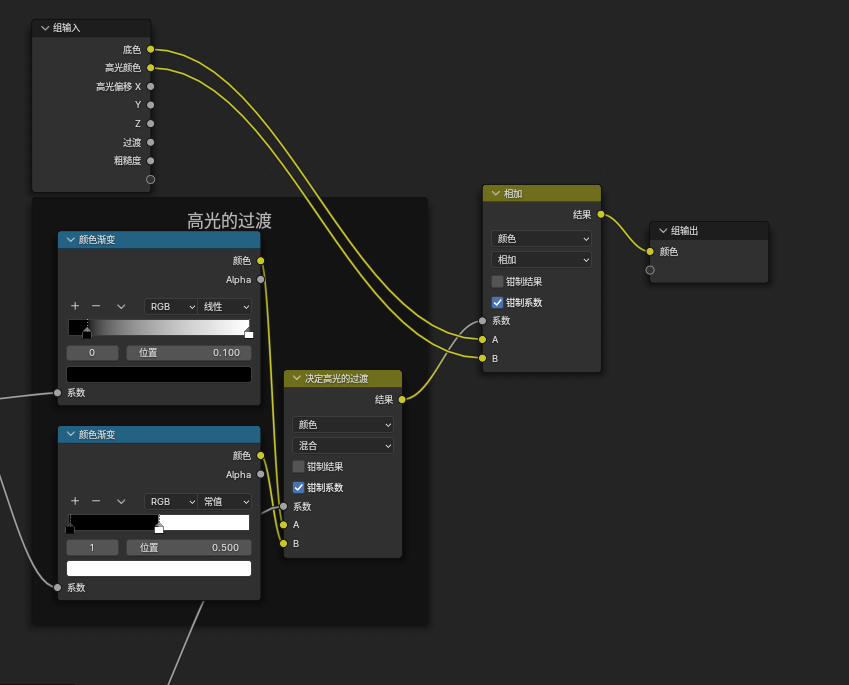 组输入
底色
高光颜色
高光偏移 X
Y
Z
过渡
粗糙度
高光的过渡
颜色渐变
颜色
Alpha
RGB 线性
0 位置 0.100
系数
颜色渐变
颜色
Alpha
RGB 常值
1 位置 0.500
系数
决定高光的过渡
结果
颜色
混合
钳制结果
钳制系数
系数
A
B
相加
结果
颜色
相加
钳制结果
钳制系数
系数
A
B
组输出
颜色